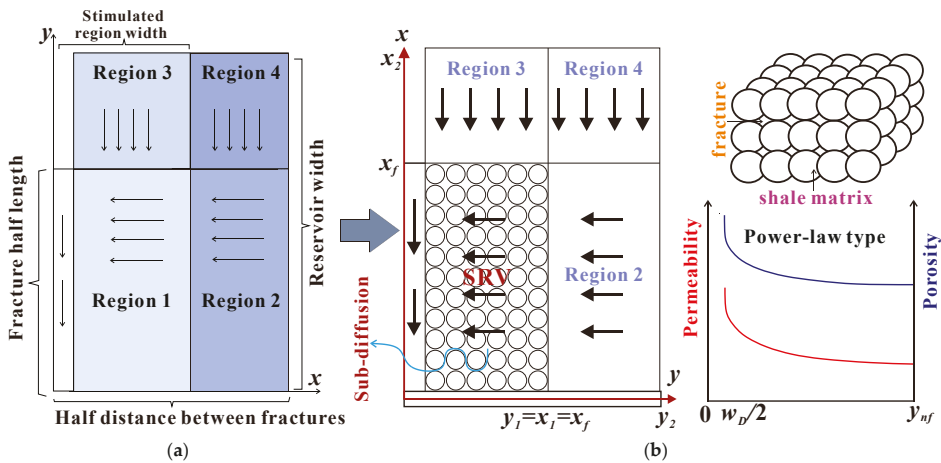 y
Stimulated
region width
Region 3
Region 4
Fracture half length
Reservoir width
Region 1
Region 2
x
Half distance between fractures
(a)
x
x2
Region 3
Region 4
xf
SRV
Region 2
Sub-diffusion
y
y1=x1=xf
y2
(b)
fracture
shale matrix
Permeability
Power-law type
Porosity
0
wD/2
ynf